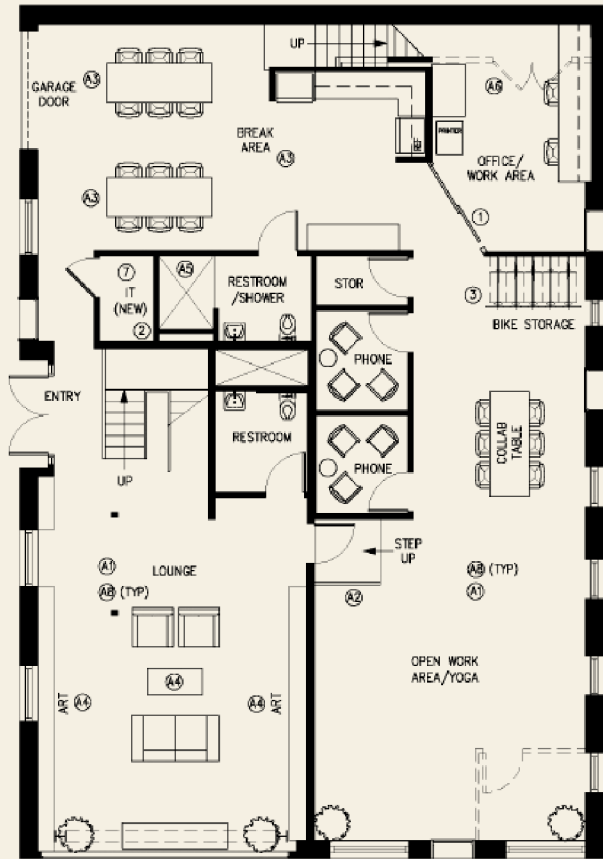 UP
GARAGE
DOOR
A3
BREAK
AREA
A3
A3
REF
PRINTER
A6
OFFICE/
WORK AREA
1
7
IT
(NEW)
2
A5
RESTROOM
/SHOWER
STOR
3
BIKE STORAGE
PHONE
ENTRY
UP
RESTROOM
PHONE
COLLAB
TABLE
STEP
UP
A2
A1
LOUNGE
A8 (TYP)
A8 (TYP)
A1
OPEN WORK
AREA/YOGA
ART
A4
A4
A4
ART